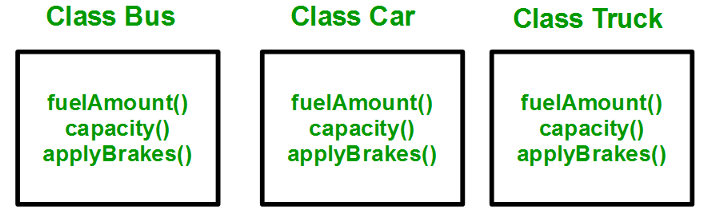 Class Bus
fuelAmount()
capacity()
applyBrakes()
Class Car
fuelAmount()
capacity()
applyBrakes()
Class Truck
fuelAmount()
capacity()
applyBrakes()